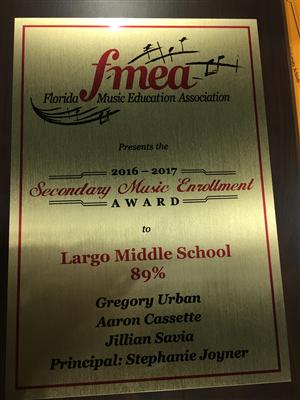 fmea
Florida Music Education Association
Presents the
2016 – 2017
Secondary Music Enrollment
AWARD
to
Largo Middle School
89%
Gregory Urban
Aaron Cassette
Jillian Savia
Principal: Stephanie Joyner